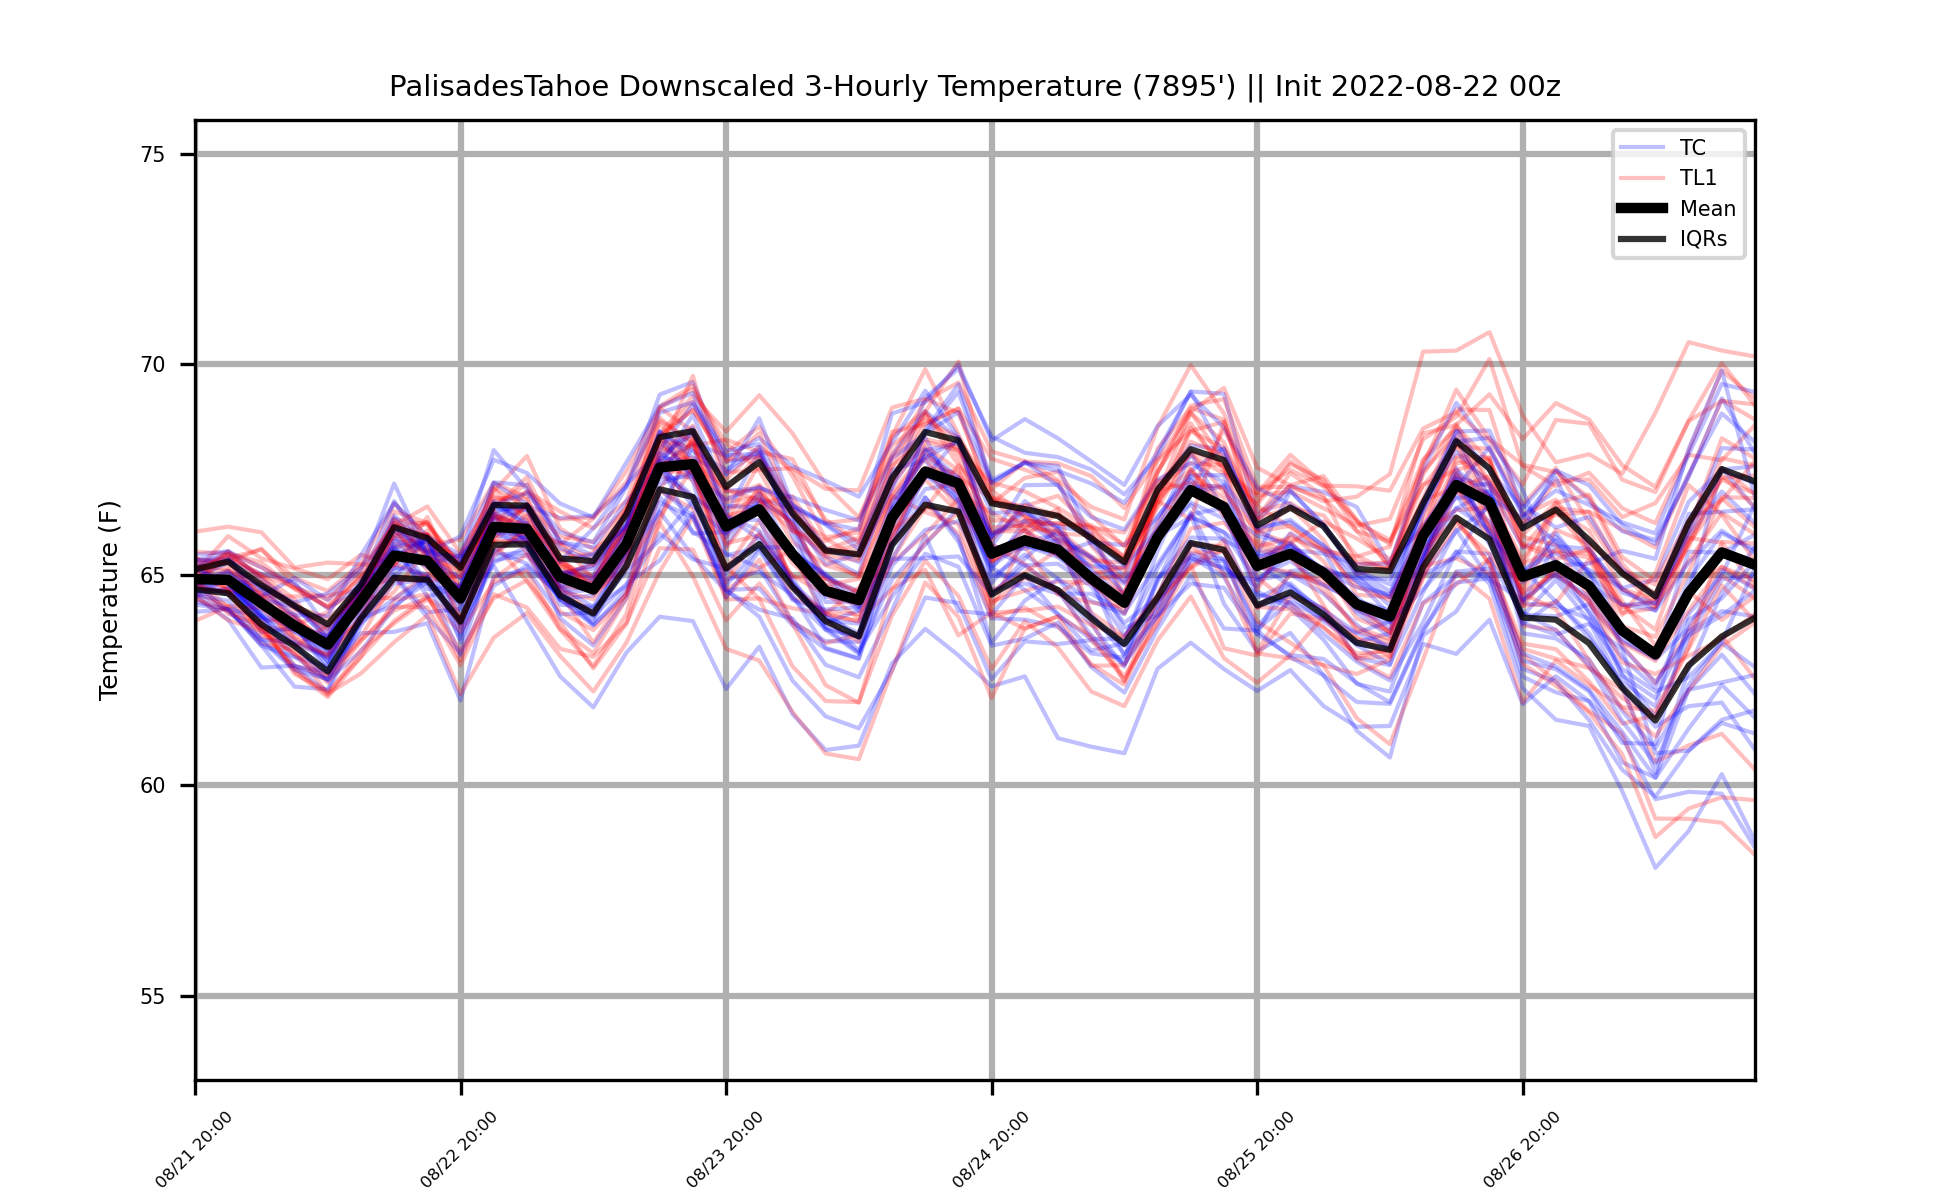 PalisadesTahoe Downscaled 3-Hourly Temperature (7895') || Init 2022-08-22 00z
TC
TL1
Mean
IQRs
Temperature (F)
75
70
65
60
55
08/21 20:00
08/22 20:00
08/23 20:00
08/24 20:00
08/25 20:00
08/26 20:00